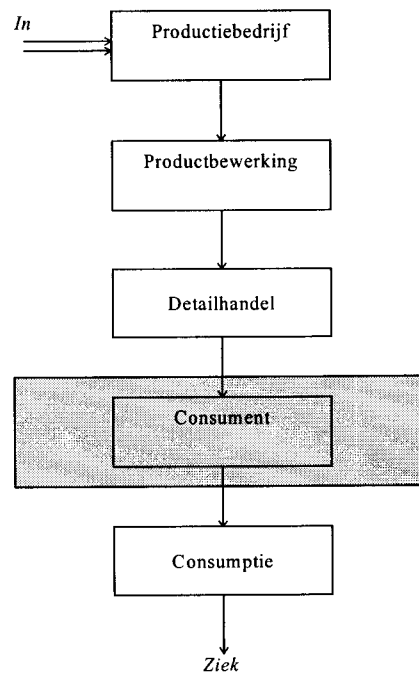 In
Productiebedrijf
Productbewerking
Detailhandel
Consument
Consumptie
Ziek